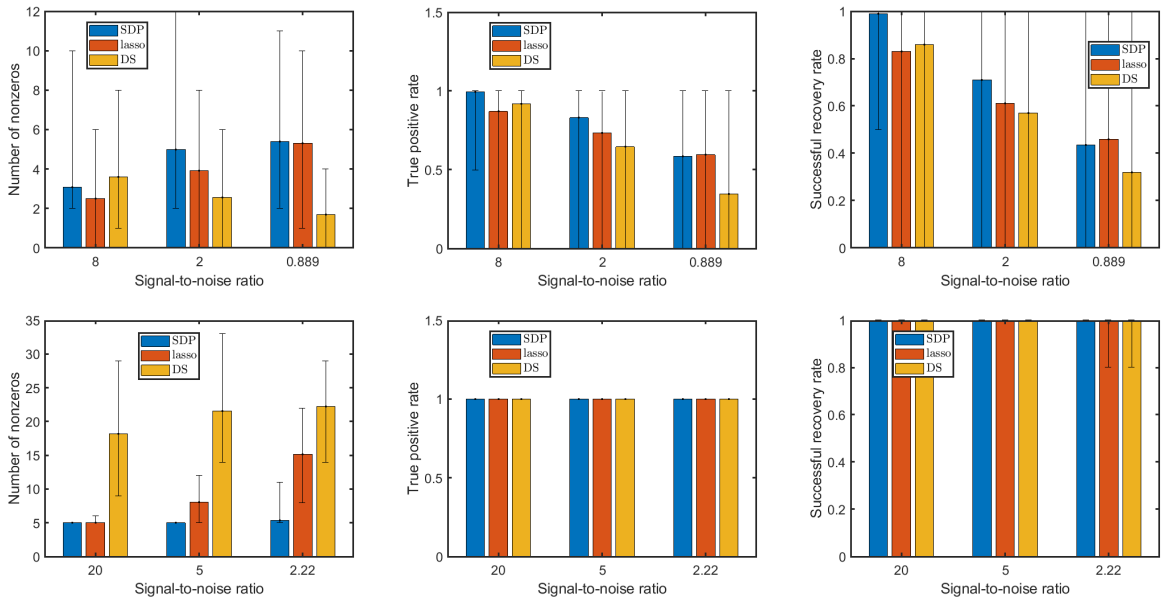 Number of nonzeros
12
10
8
6
4
2
0
SDP
lasso
DS
8
2
0.889
Signal-to-noise ratio
True positive rate
1.5
1
0.5
0
SDP
lasso
DS
8
2
0.889
Signal-to-noise ratio
Successful recovery rate
1
0.8
0.6
0.4
0.2
0
SDP
lasso
DS
8
2
0.889
Signal-to-noise ratio
Number of nonzeros
35
30
25
20
15
10
5
0
SDP
lasso
DS
20
5
2.22
Signal-to-noise ratio
True positive rate
1.5
1
0.5
0
SDP
lasso
DS
20
5
2.22
Signal-to-noise ratio
Successful recovery rate
1
0.8
0.6
0.4
0.2
0
SDP
lasso
DS
20
5
2.22
Signal-to-noise ratio